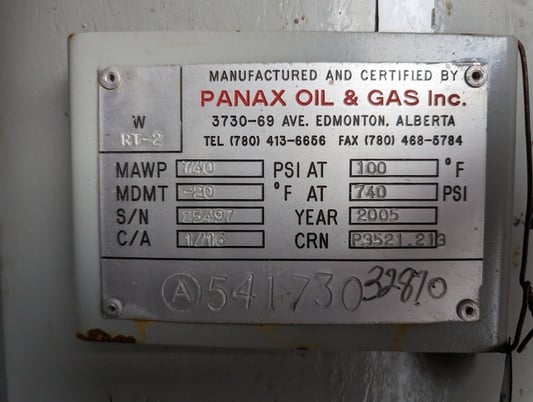 MANUFACTURED AND CERTIFIED BY
PANAX OIL & GAS Inc.
3730-69 AVE. EDMONTON, ALBERTA
TEL (780) 413-6656 FAX (780) 468-5784
W
RT-2
MAWP 740 PSI AT 100 °F
MDMT -20 °F AT 740 PSI
S/N 25497 YEAR 2005
C/A 1/16 CRN P3521.213
A 541730 32810